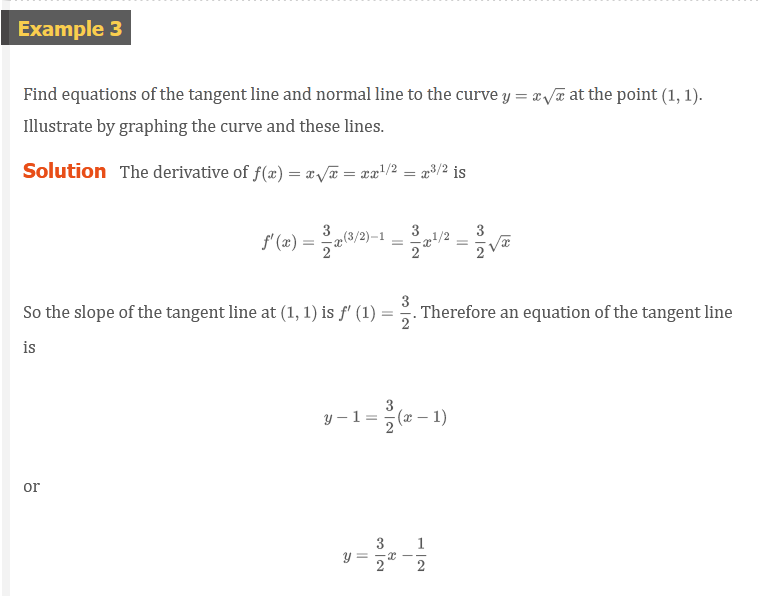 Example 3
Find equations of the tangent line and normal line to the curve y = x√x at the point (1, 1).
Illustrate by graphing the curve and these lines.
Solution The derivative of f(x) = x√x = xx^{1/2} = x^{3/2} is
f′(x) = \frac{3}{2}x^{(3/2)−1} = \frac{3}{2}x^{1/2} = \frac{3}{2}√x
So the slope of the tangent line at (1, 1) is f′ (1) = \frac{3}{2}. Therefore an equation of the tangent line
is
y − 1 = \frac{3}{2}(x − 1)
or
y = \frac{3}{2}x − \frac{1}{2}